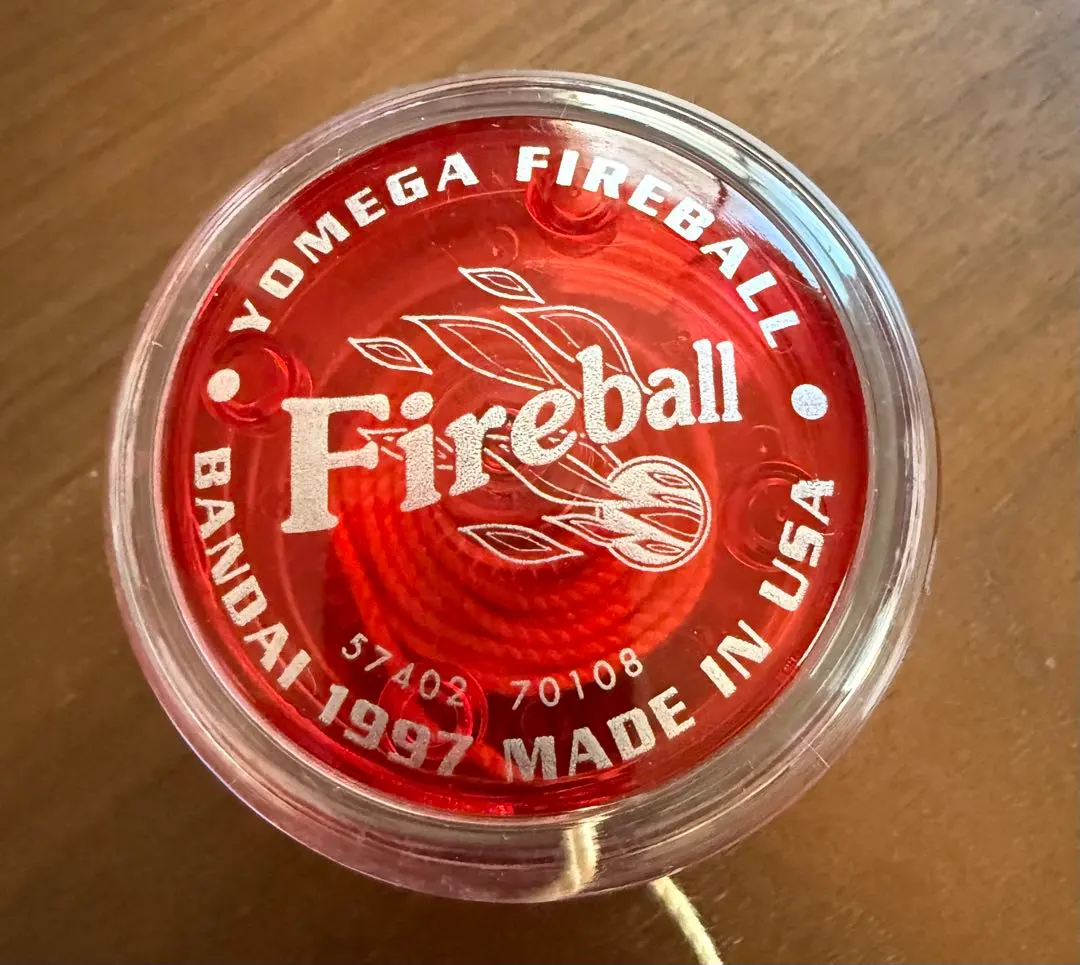 YOMEGA FIREBALL
Fireball
57402 70108
BANDAI 1997 MADE IN USA